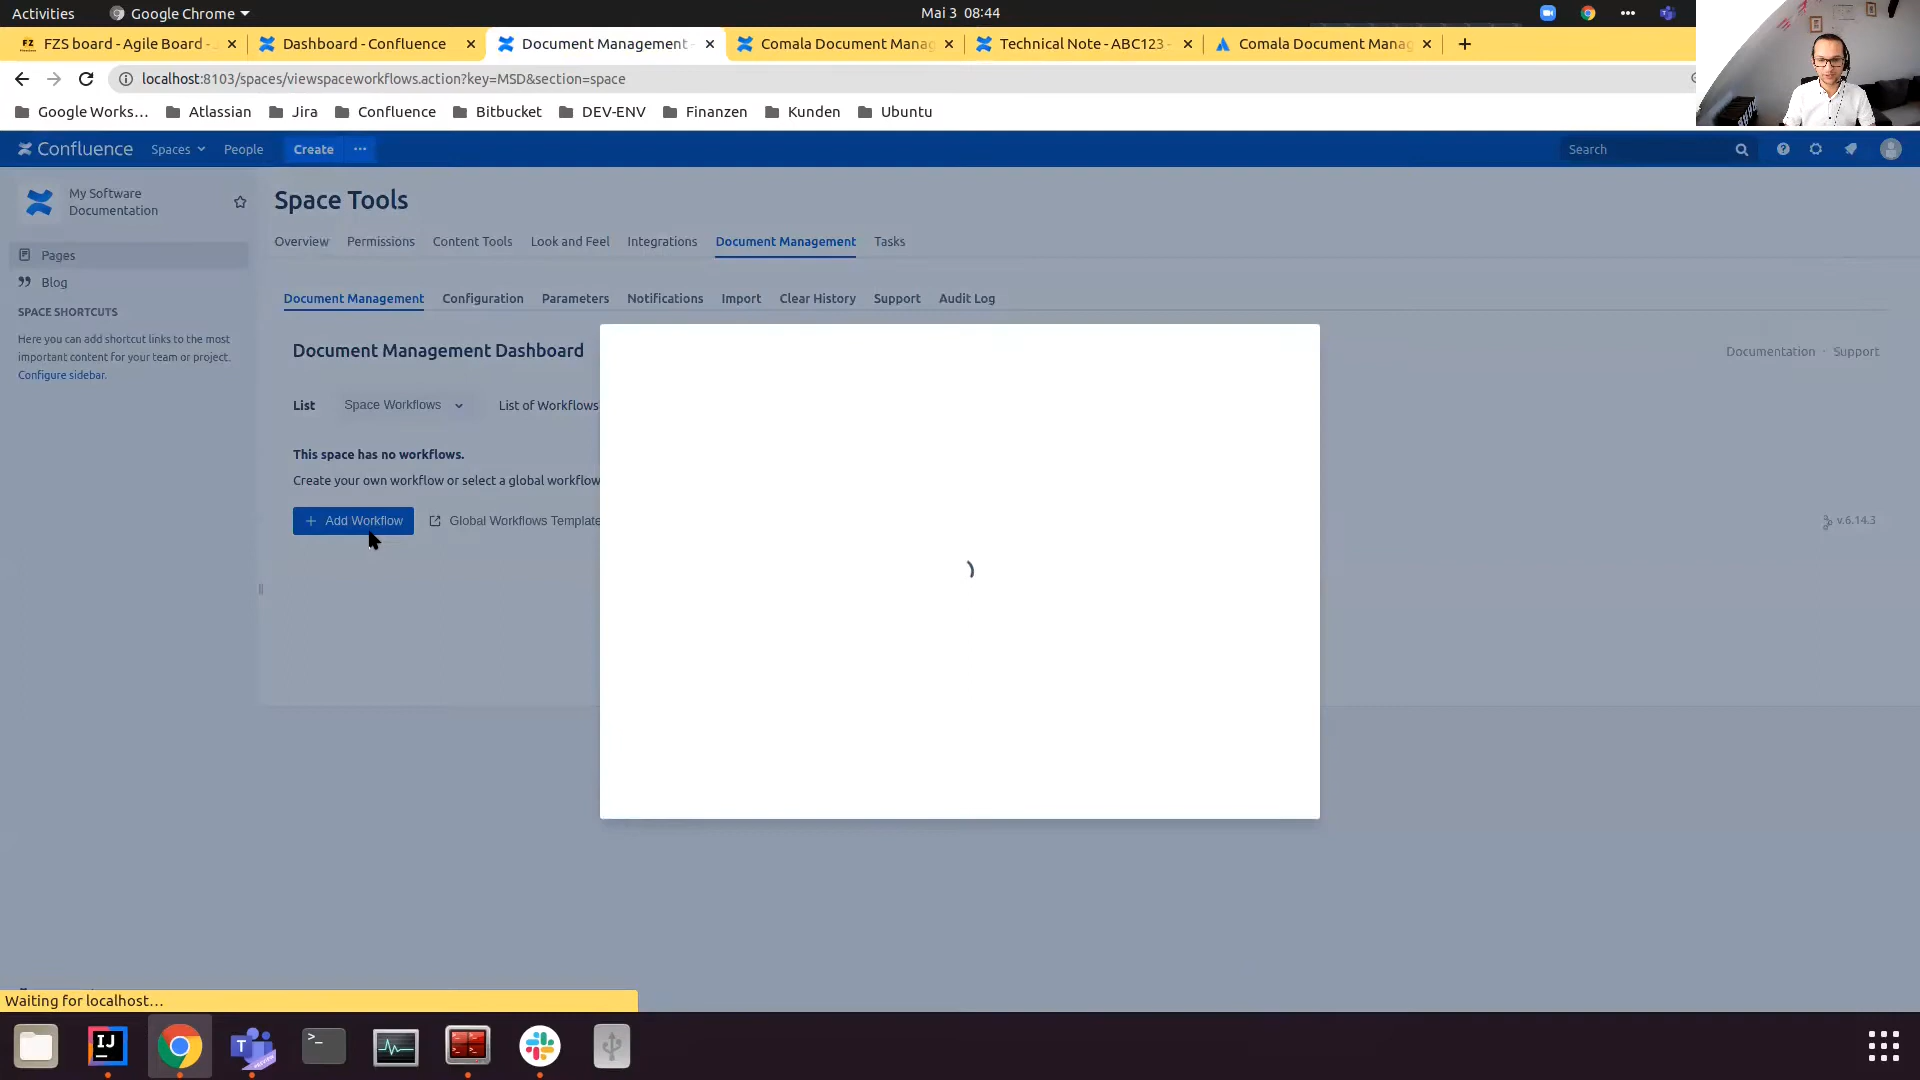 Activities
Google Chrome
Mai 3 08:44
FZS board - Agile Board -
Dashboard - Confluence
Document Management -
Comala Document Manag
Technical Note - ABC123 -
Comala Document Manag
localhost:8103/spaces/viewspaceworkflows.action?key=MSD&section=space
Google Works...
Atlassian
Jira
Confluence
Bitbucket
DEV-ENV
Finanzen
Kunden
Ubuntu
Confluence
Spaces
People
Create
Search
My Software
Documentation
Pages
Blog
SPACE SHORTCUTS
Here you can add shortcut links to the most
important content for your team or project.
Configure sidebar.
Space Tools
Overview
Permissions
Content Tools
Look and Feel
Integrations
Document Management
Tasks
Document Management
Configuration
Parameters
Notifications
Import
Clear History
Support
Audit Log
Document Management Dashboard
Documentation · Support
List
Space Workflows
List of Workflows
This space has no workflows.
Create your own workflow or select a global workflow
+ Add Workflow
Global Workflows Template
v.6.14.3
Waiting for localhost...